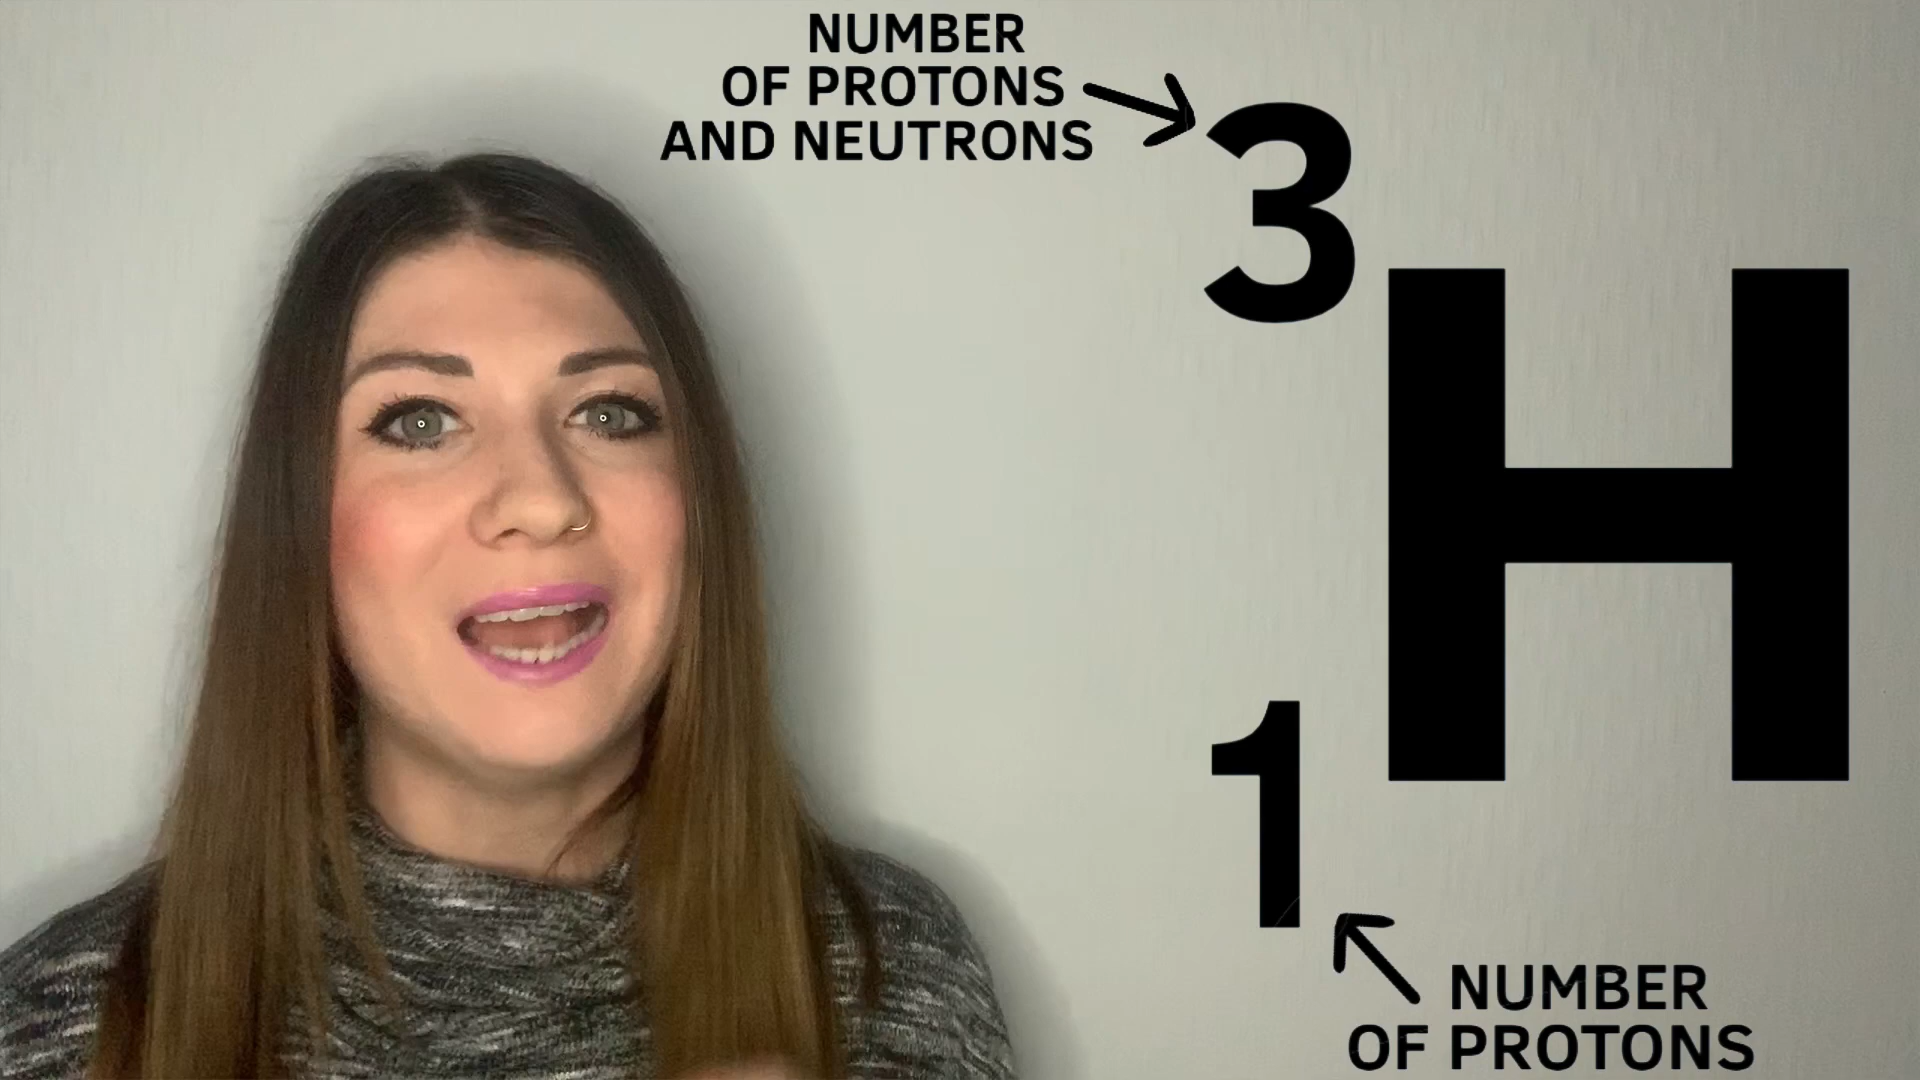 NUMBER
OF PROTONS
AND NEUTRONS
3
H
1
NUMBER
OF PROTONS